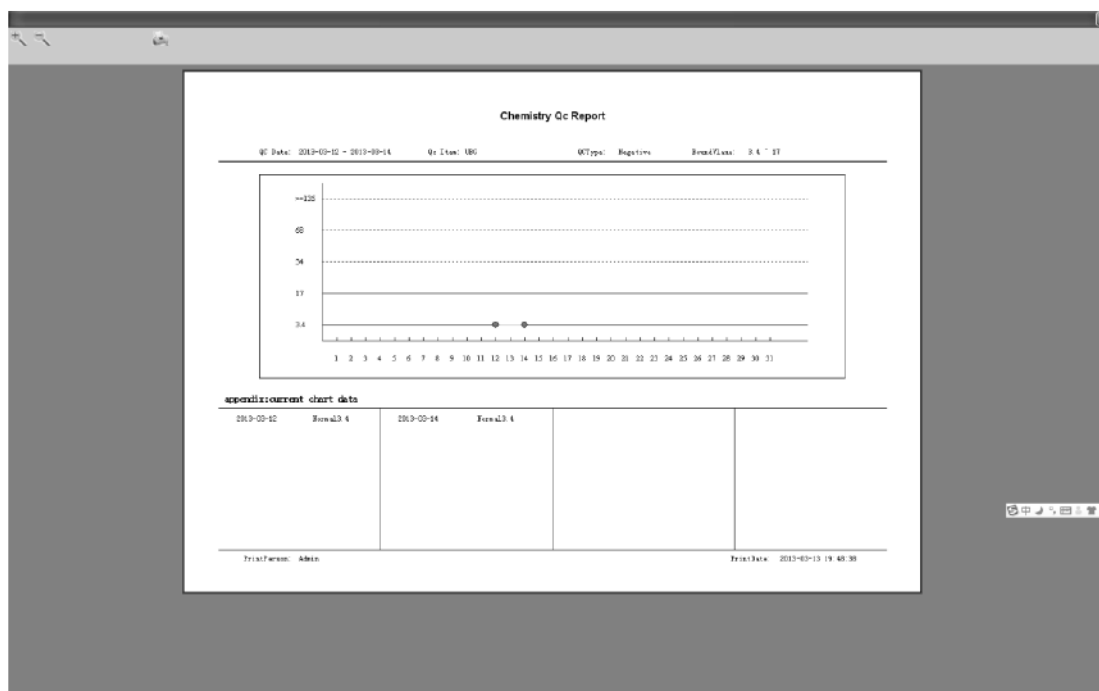 Chemistry Qc Report
QC Date: 2013-03-12 - 2013-03-14 Qc Item: UBG QCType: Negative 3.4 ~ 17
>=135
68
34
17
3.4
1 2 3 4 5 6 7 8 9 10 11 12 13 14 15 16 17 18 19 20 21 22 23 24 25 26 27 28 29 30 31
appendix:current chart data
2013-03-12 Normal3.4 2013-03-14 Normal3.4
PrintPerson: Admin PrintDate: 2013-03-13 19:48:38
中